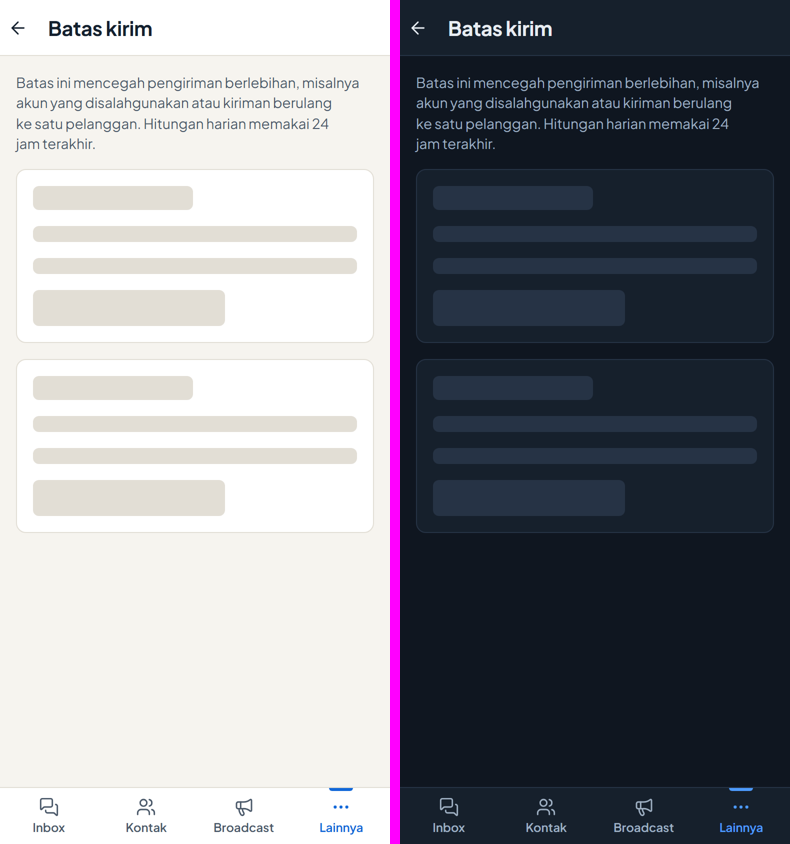 Batas kirim
Batas ini mencegah pengiriman berlebihan, misalnya
akun yang disalahgunakan atau kiriman berulang
ke satu pelanggan. Hitungan harian memakai 24
jam terakhir.
Inbox
Kontak
Broadcast
Lainnya
Batas kirim
Batas ini mencegah pengiriman berlebihan, misalnya
akun yang disalahgunakan atau kiriman berulang
ke satu pelanggan. Hitungan harian memakai 24
jam terakhir.
Inbox
Kontak
Broadcast
Lainnya